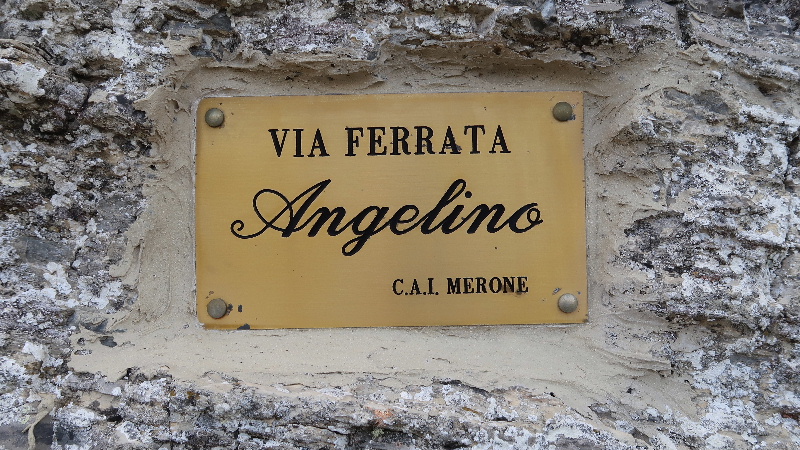 VIA FERRATA
Angelino
C.A.I. MERONE